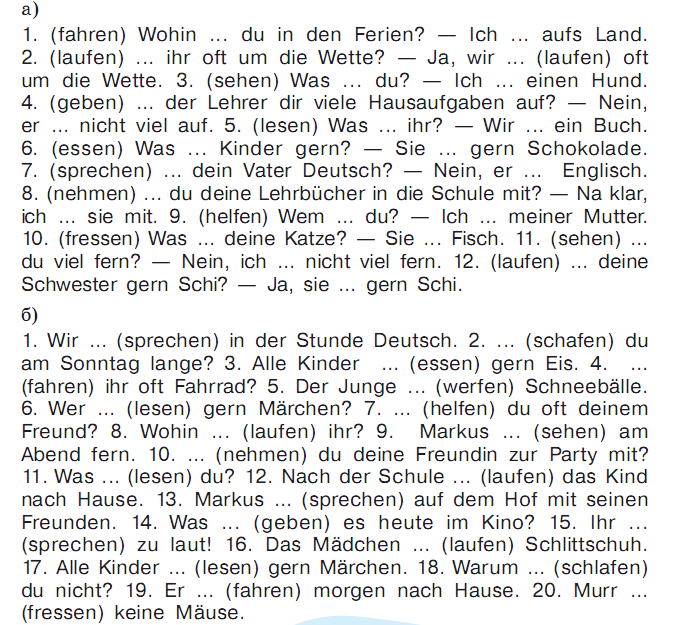 а)
1. (fahren) Wohin ... du in den Ferien? — Ich ... aufs Land.
2. (laufen) ... ihr oft um die Wette? — Ja, wir ... (laufen) oft
um die Wette. 3. (sehen) Was ... du? — Ich ... einen Hund.
4. (geben) ... der Lehrer dir viele Hausaufgaben auf? — Nein,
er ... nicht viel auf. 5. (lesen) Was ... ihr? — Wir ... ein Buch.
6. (essen) Was ... Kinder gern? — Sie ... gern Schokolade.
7. (sprechen) ... dein Vater Deutsch? — Nein, er ... Englisch.
8. (nehmen) ... du deine Lehrbücher in die Schule mit? — Na klar,
ich ... sie mit. 9. (helfen) Wem ... du? — Ich ... meiner Mutter.
10. (fressen) Was ... deine Katze? — Sie ... Fisch. 11. (sehen) ...
du viel fern? — Nein, ich ... nicht viel fern. 12. (laufen) ... deine
Schwester gern Schi? — Ja, sie ... gern Schi.
б)
1. Wir ... (sprechen) in der Stunde Deutsch. 2. ... (schafen) du
am Sonntag lange? 3. Alle Kinder ... (essen) gern Eis. 4. ...
(fahren) ihr oft Fahrrad? 5. Der Junge ... (werfen) Schneebälle.
6. Wer ... (lesen) gern Märchen? 7. ... (helfen) du oft deinem
Freund? 8. Wohin ... (laufen) ihr? 9. Markus ... (sehen) am
Abend fern. 10. ... (nehmen) du deine Freundin zur Party mit?
11. Was ... (lesen) du? 12. Nach der Schule ... (laufen) das Kind
nach Hause. 13. Markus ... (sprechen) auf dem Hof mit seinen
Freunden. 14. Was ... (geben) es heute im Kino? 15. Ihr ...
(sprechen) zu laut! 16. Das Mädchen ... (laufen) Schlittschuh.
17. Alle Kinder ... (lesen) gern Märchen. 18. Warum ... (schlafen)
du nicht? 19. Er ... (fahren) morgen nach Hause. 20. Murr ...
(fressen) keine Mäuse.